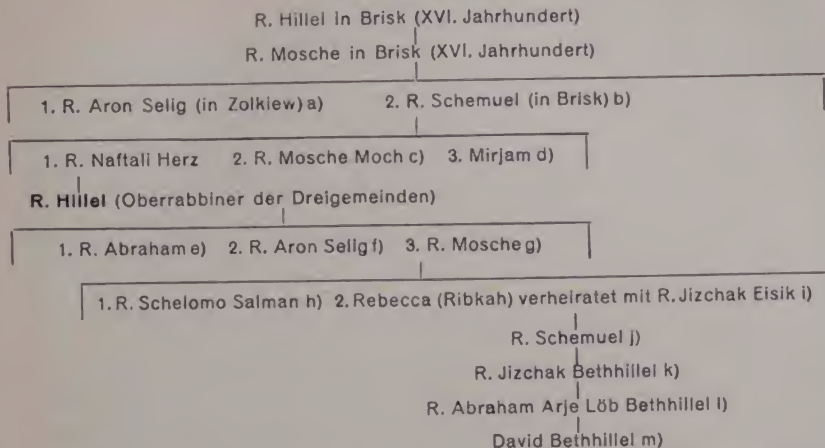 R. Hillel in Brisk (XVI. Jahrhundert)
R. Mosche in Brisk (XVI. Jahrhundert)
1. R. Aron Selig (in Zolkiew) a) 2. R. Schemuel (in Brisk) b)
1. R. Naftali Herz 2. R. Mosche Moch c) 3. Mirjam d)
R. Hillel (Oberrabbiner der Dreigemeinden)
1. R. Abraham e) 2. R. Aron Selig f) 3. R. Mosche g)
1. R. Schelomo Salman h) 2. Rebecca (Ribkah) verheiratet mit R. Jizchak Eisik i)
R. Schemuel j)
R. Jizchak Bethhillel k)
R. Abraham Arje Löb Bethhillel l)
David Bethhillel m)